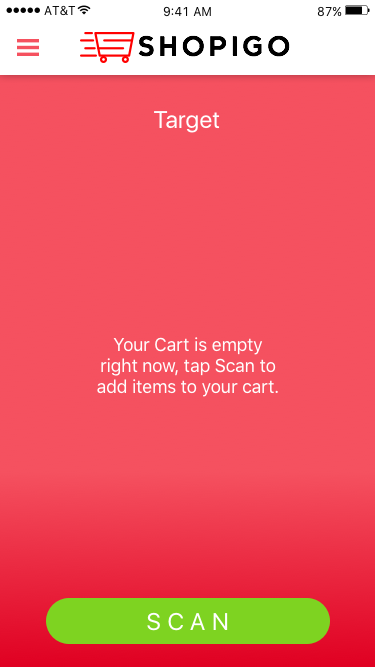 AT&T 9:41 AM 87%
SHOPIGO
Target
Your Cart is empty
right now, tap Scan to
add items to your cart.
SCAN